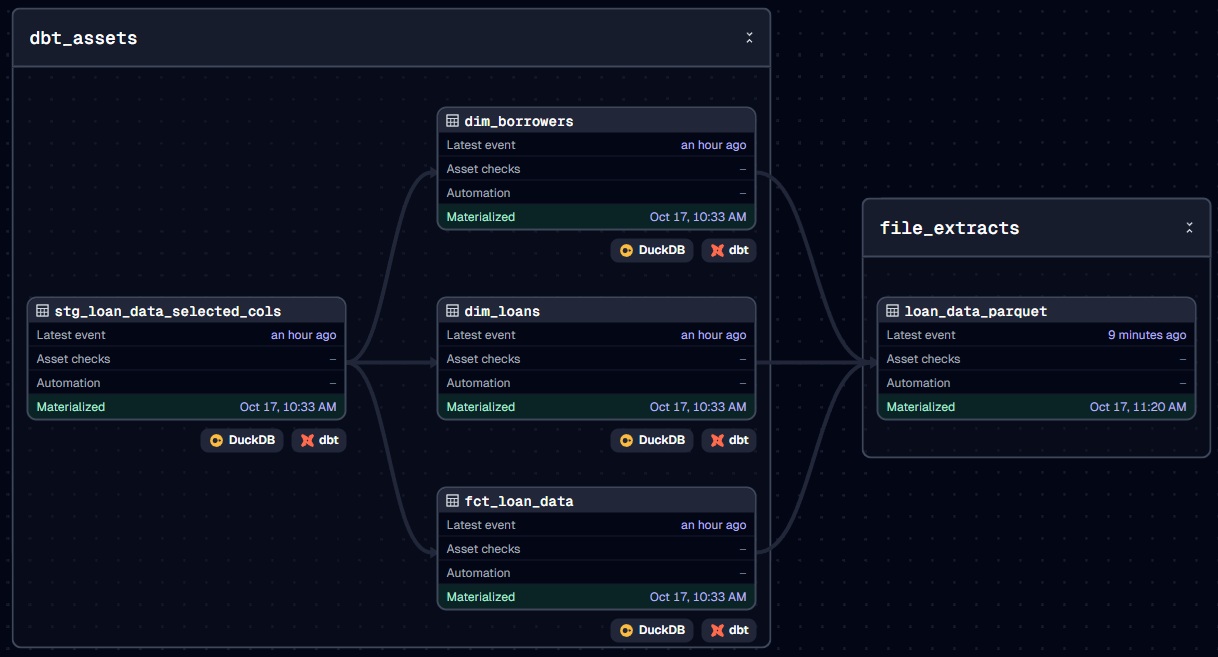 dbt_assets
dim_borrowers
Latest event an hour ago
Asset checks –
Automation –
Materialized Oct 17, 10:33 AM
DuckDB dbt
stg_loan_data_selected_cols
Latest event an hour ago
Asset checks –
Automation –
Materialized Oct 17, 10:33 AM
DuckDB dbt
dim_loans
Latest event an hour ago
Asset checks –
Automation –
Materialized Oct 17, 10:33 AM
DuckDB dbt
fct_loan_data
Latest event an hour ago
Asset checks –
Automation –
Materialized Oct 17, 10:33 AM
DuckDB dbt
file_extracts
loan_data_parquet
Latest event 9 minutes ago
Asset checks –
Automation –
Materialized Oct 17, 11:20 AM